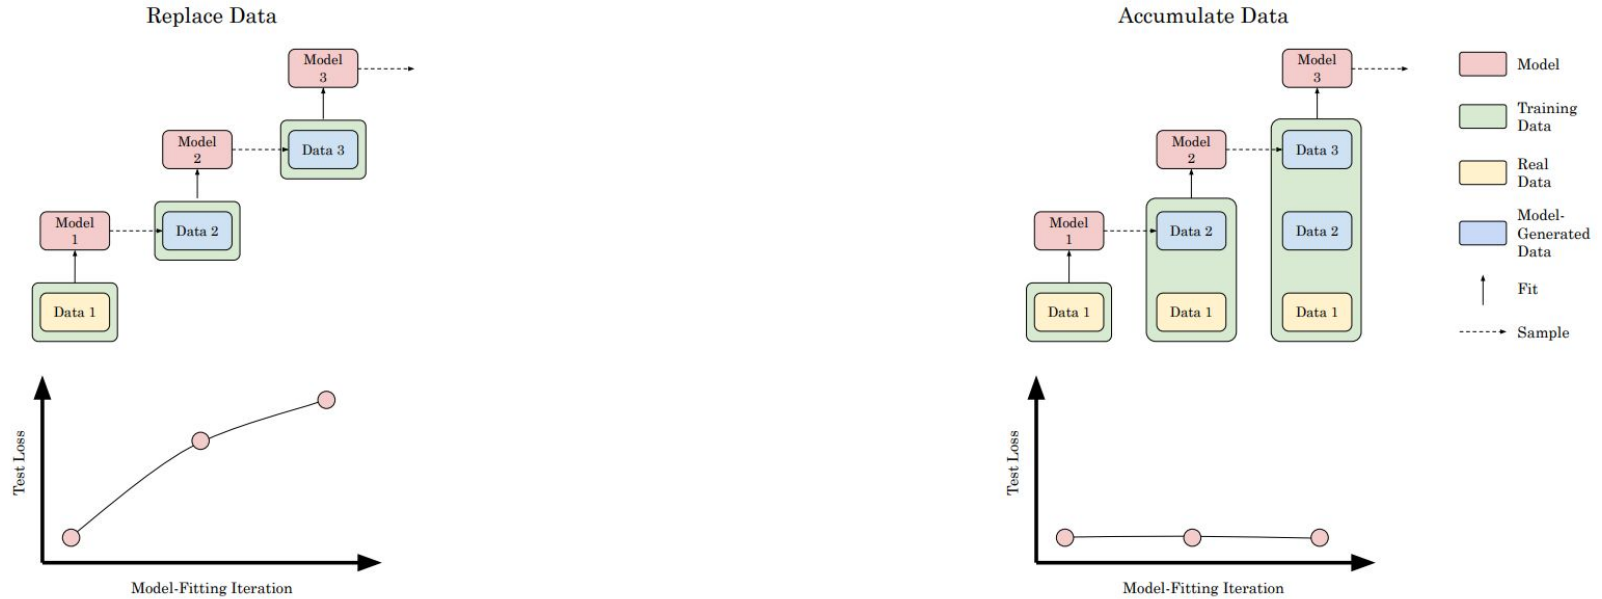 Replace Data
Model
3
Model
2
Data 3
Model
1
Data 2
Data 1
Test Loss
Model-Fitting Iteration
Accumulate Data
Model
3
Model
2
Data 3
Model
1
Data 2
Data 2
Data 1
Data 1
Data 1
Model
Training
Data
Real
Data
Model-
Generated
Data
Fit
Sample
Test Loss
Model-Fitting Iteration